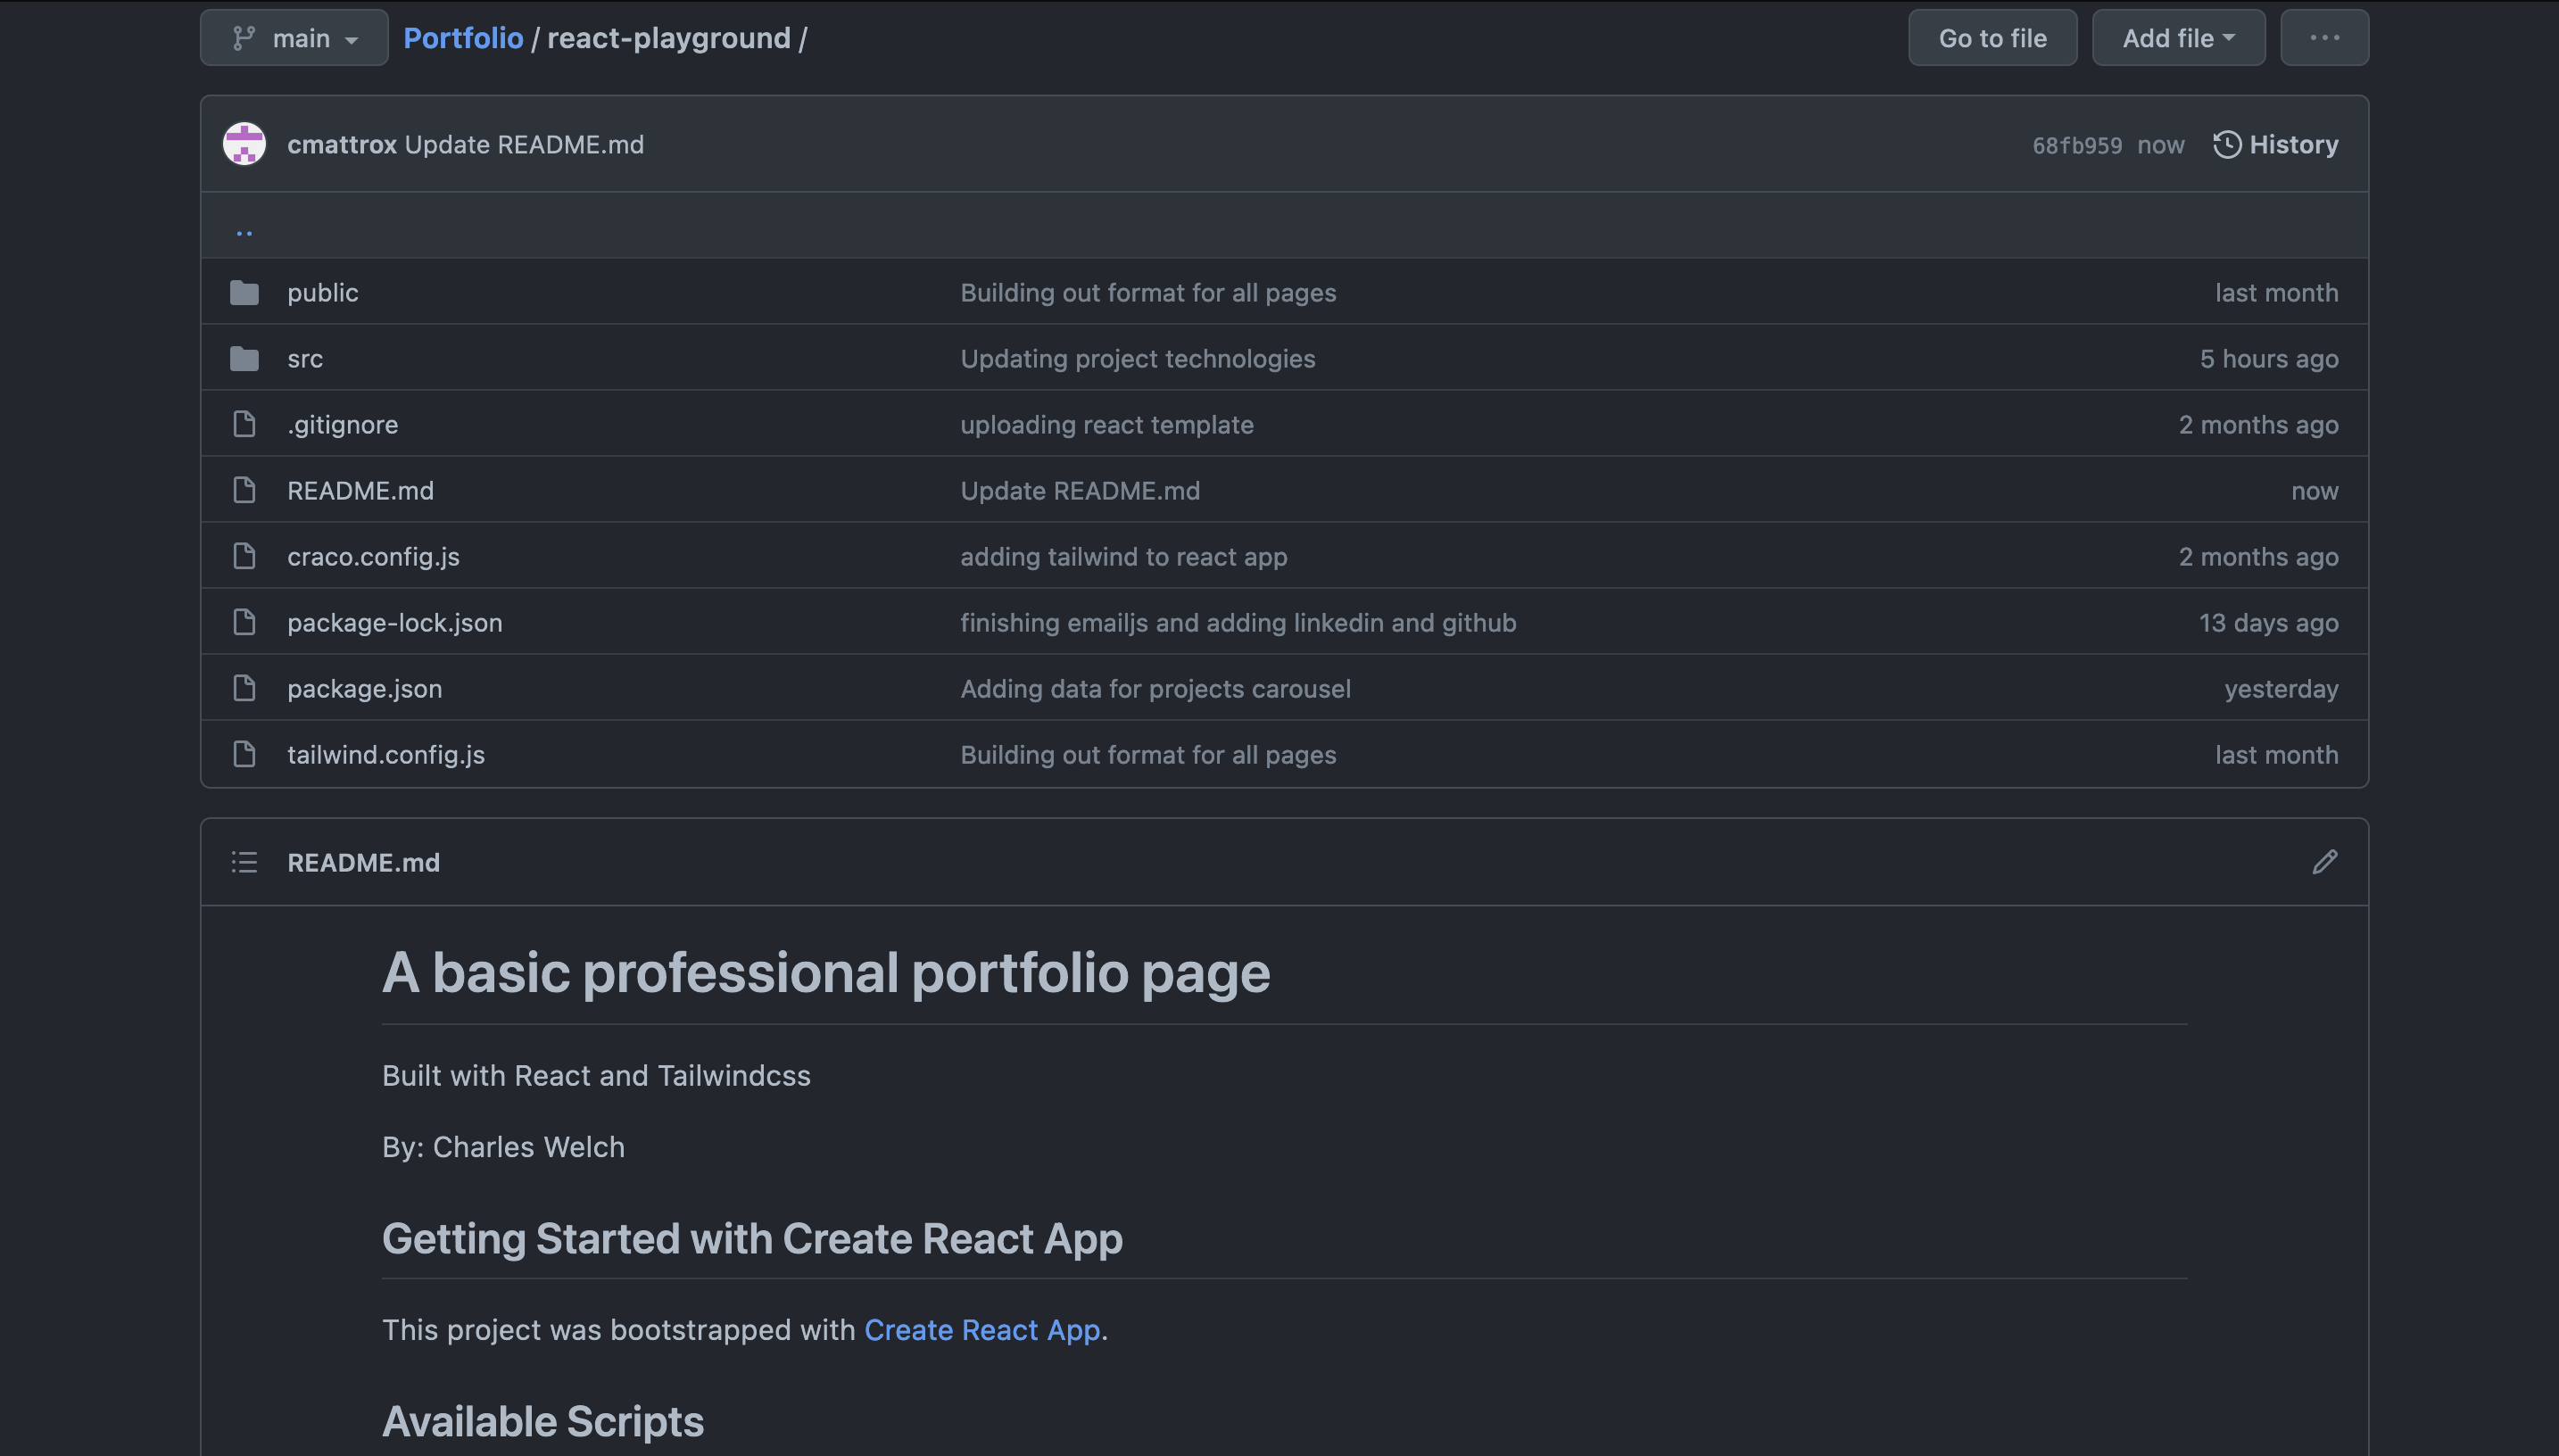 main Portfolio / react-playground / Go to file Add file ...
cmattrox Update README.md 68fb959 now History
..
public Building out format for all pages last month
src Updating project technologies 5 hours ago
.gitignore uploading react template 2 months ago
README.md Update README.md now
craco.config.js adding tailwind to react app 2 months ago
package-lock.json finishing emailjs and adding linkedin and github 13 days ago
package.json Adding data for projects carousel yesterday
tailwind.config.js Building out format for all pages last month
README.md
A basic professional portfolio page
Built with React and Tailwindcss
By: Charles Welch
Getting Started with Create React App
This project was bootstrapped with Create React App.
Available Scripts